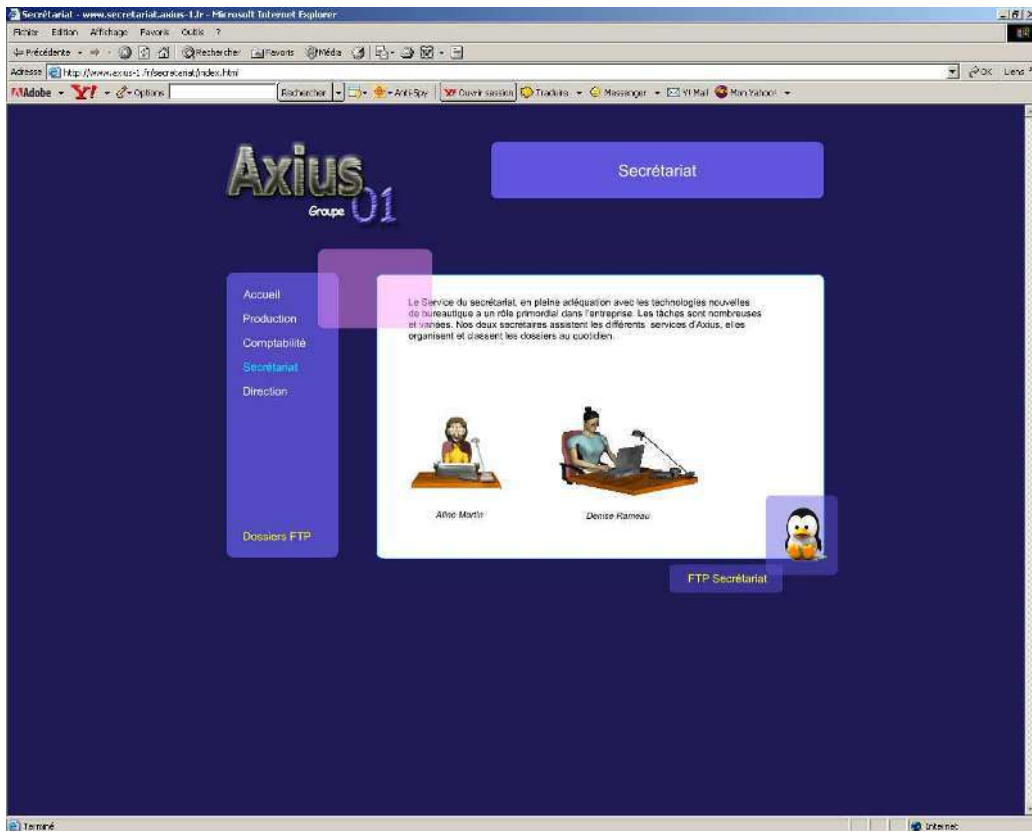 Secrétariat - www.secretariat.axius-1.fr - Microsoft Internet Explorer
Fichier Edition Affichage Favoris Outils ?
Précédente Rechercher Favoris Média
Adresse http://www.axius-1.fr/secretariat/index.html OK Liens
Adobe Y! Options Rechercher Anti-Spy Ouvrir session Traduire Messenger Y! Mail Mon Yahoo!
Axius
Groupe 01
Secrétariat
Accueil
Production
Comptabilité
Secrétariat
Direction
Dossiers FTP
Le Service du secrétariat, en pleine adéquation avec les technologies nouvelles
de bureautique a un rôle primordial dans l'entreprise. Les tâches sont nombreuses
et variées. Nos deux secrétaires assistent les différents services d'Axius, elles
organisent et classent les dossiers au quotidien.
Aline Martin
Denise Rameau
FTP Secrétariat
Terminé
Internet